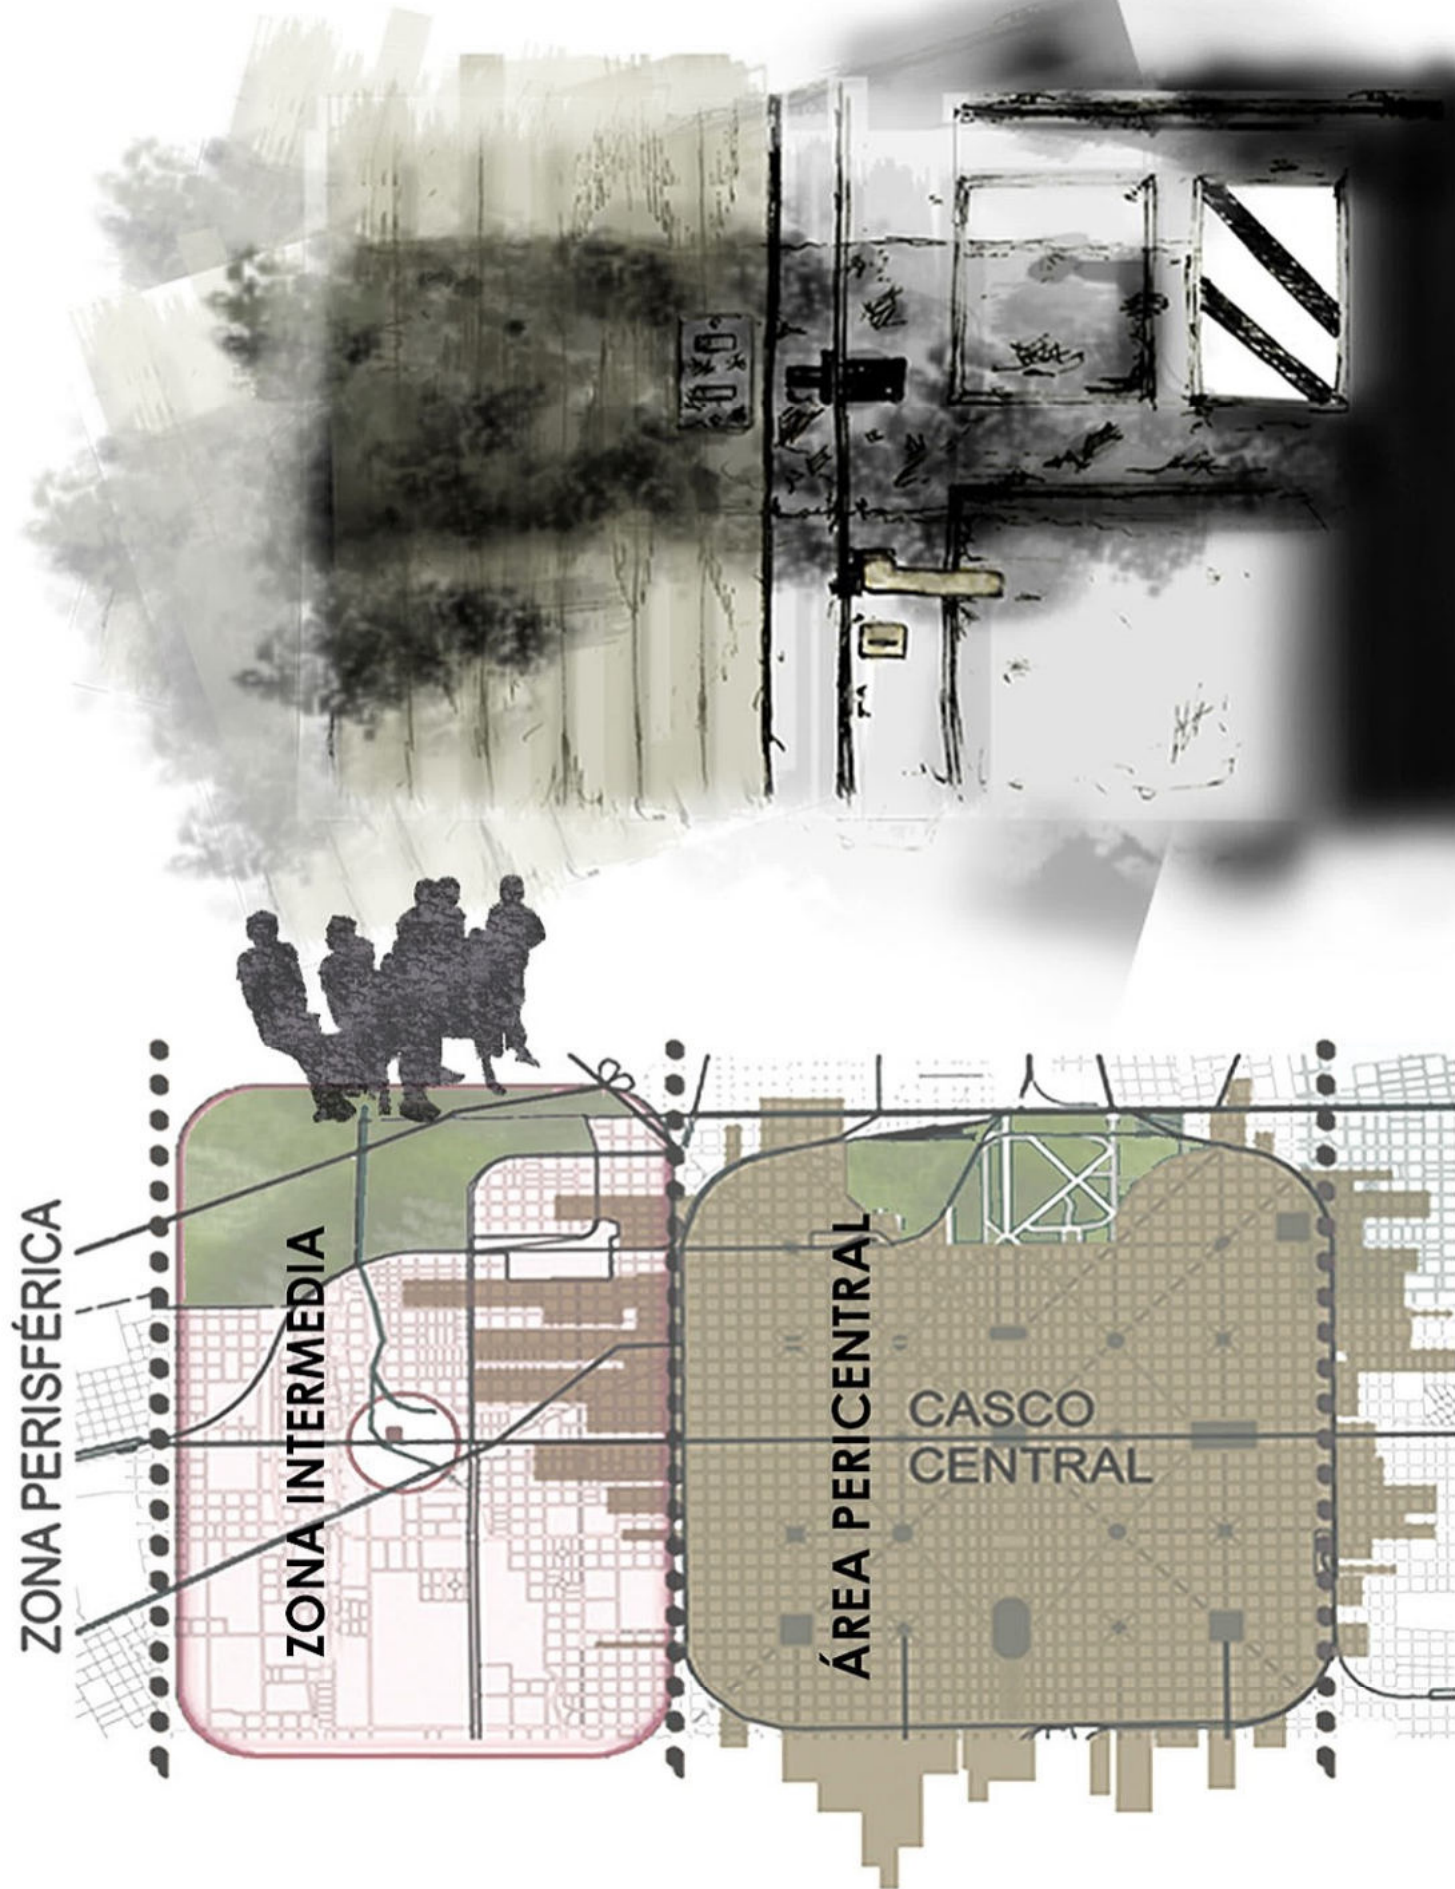 ZONA PERISFÉRICA
ZONA INTERMEDIA
ÁREA PERICENTRAL
CASCO
CENTRAL